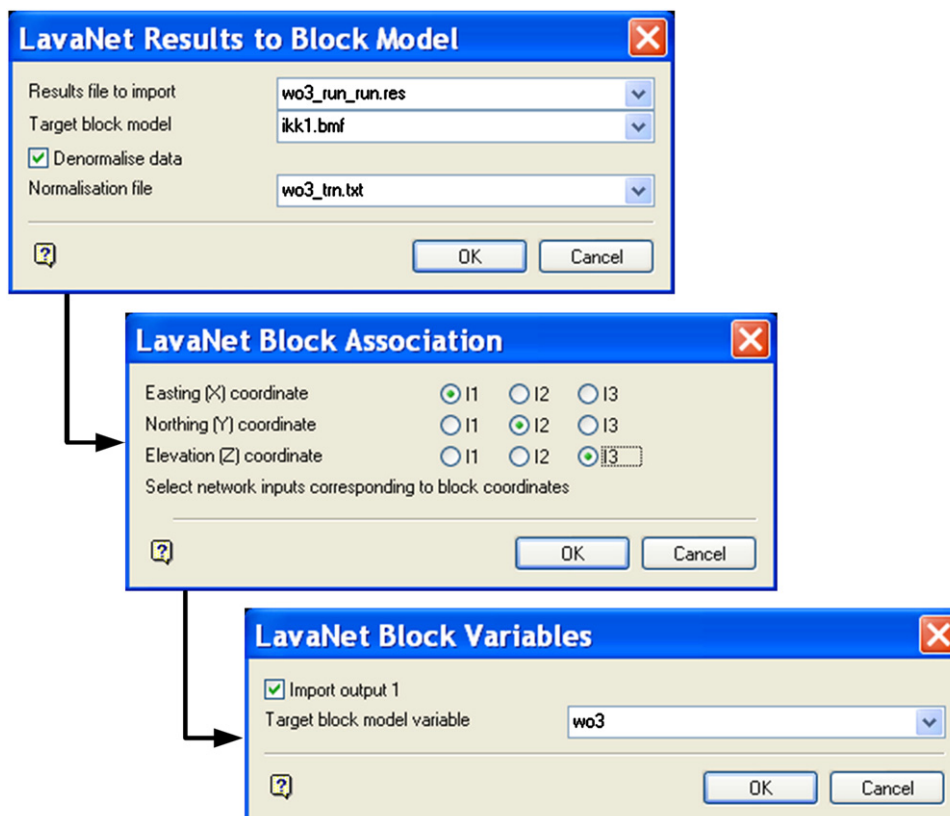 LavaNet Results to Block Model
Results file to import wo3_run_run.res
Target block model ikk1.bmf
Denormalise data
Normalisation file wo3_trn.txt
? OK Cancel
LavaNet Block Association
Easting (X) coordinate I1 I2 I3
Northing (Y) coordinate I1 I2 I3
Elevation (Z) coordinate I1 I2 I3
Select network inputs corresponding to block coordinates
? OK Cancel
LavaNet Block Variables
Import output 1
Target block model variable wo3
? OK Cancel